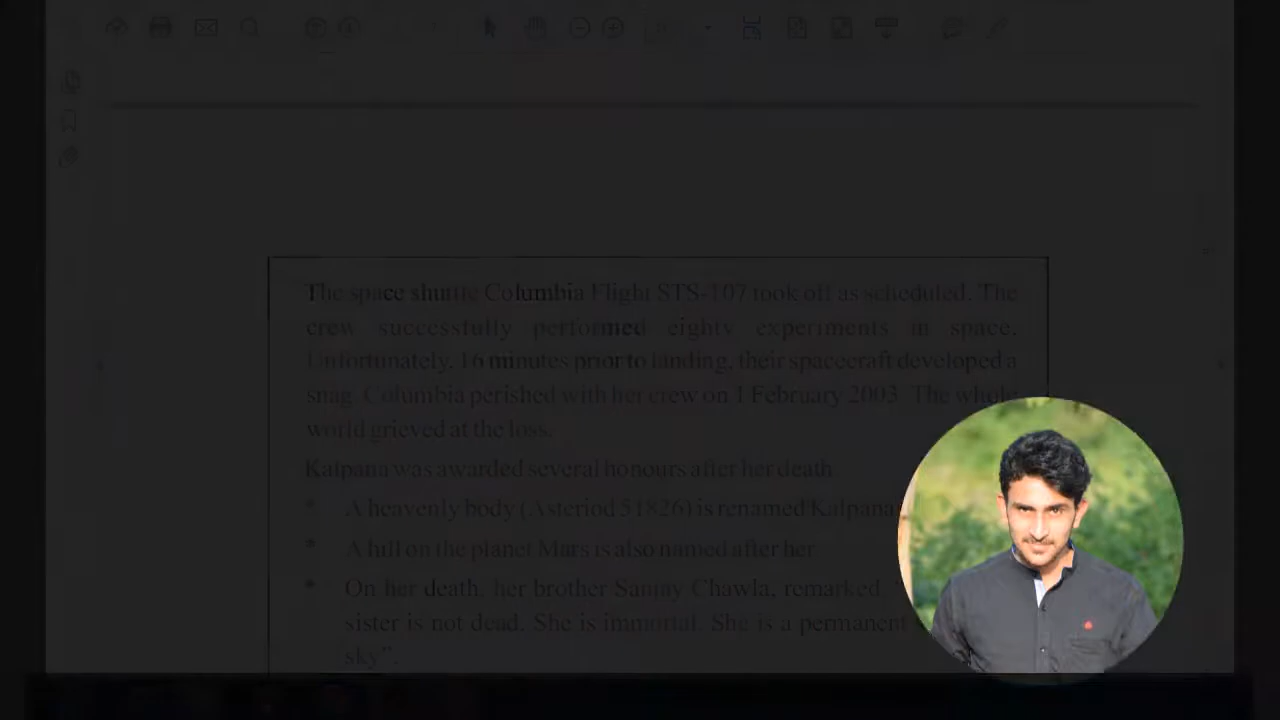 The space shuttle Columbia Flight STS-107 took off as scheduled. The
crew successfully performed eighty experiments in space.
Unfortunately, 16 minutes prior to landing, their spacecraft developed a
snag. Columbia perished with her crew on 1 February 2003. The whole
world grieved at the loss.
Kalpana was awarded several honours after her death.
* A heavenly body (Asteriod 51826) is renamed Kalpana
* A hill on the planet Mars is also named after her
* On her death, her brother Sanjay Chawla, remarked,
sister is not dead. She is immortal. She is a permanent
sky”.